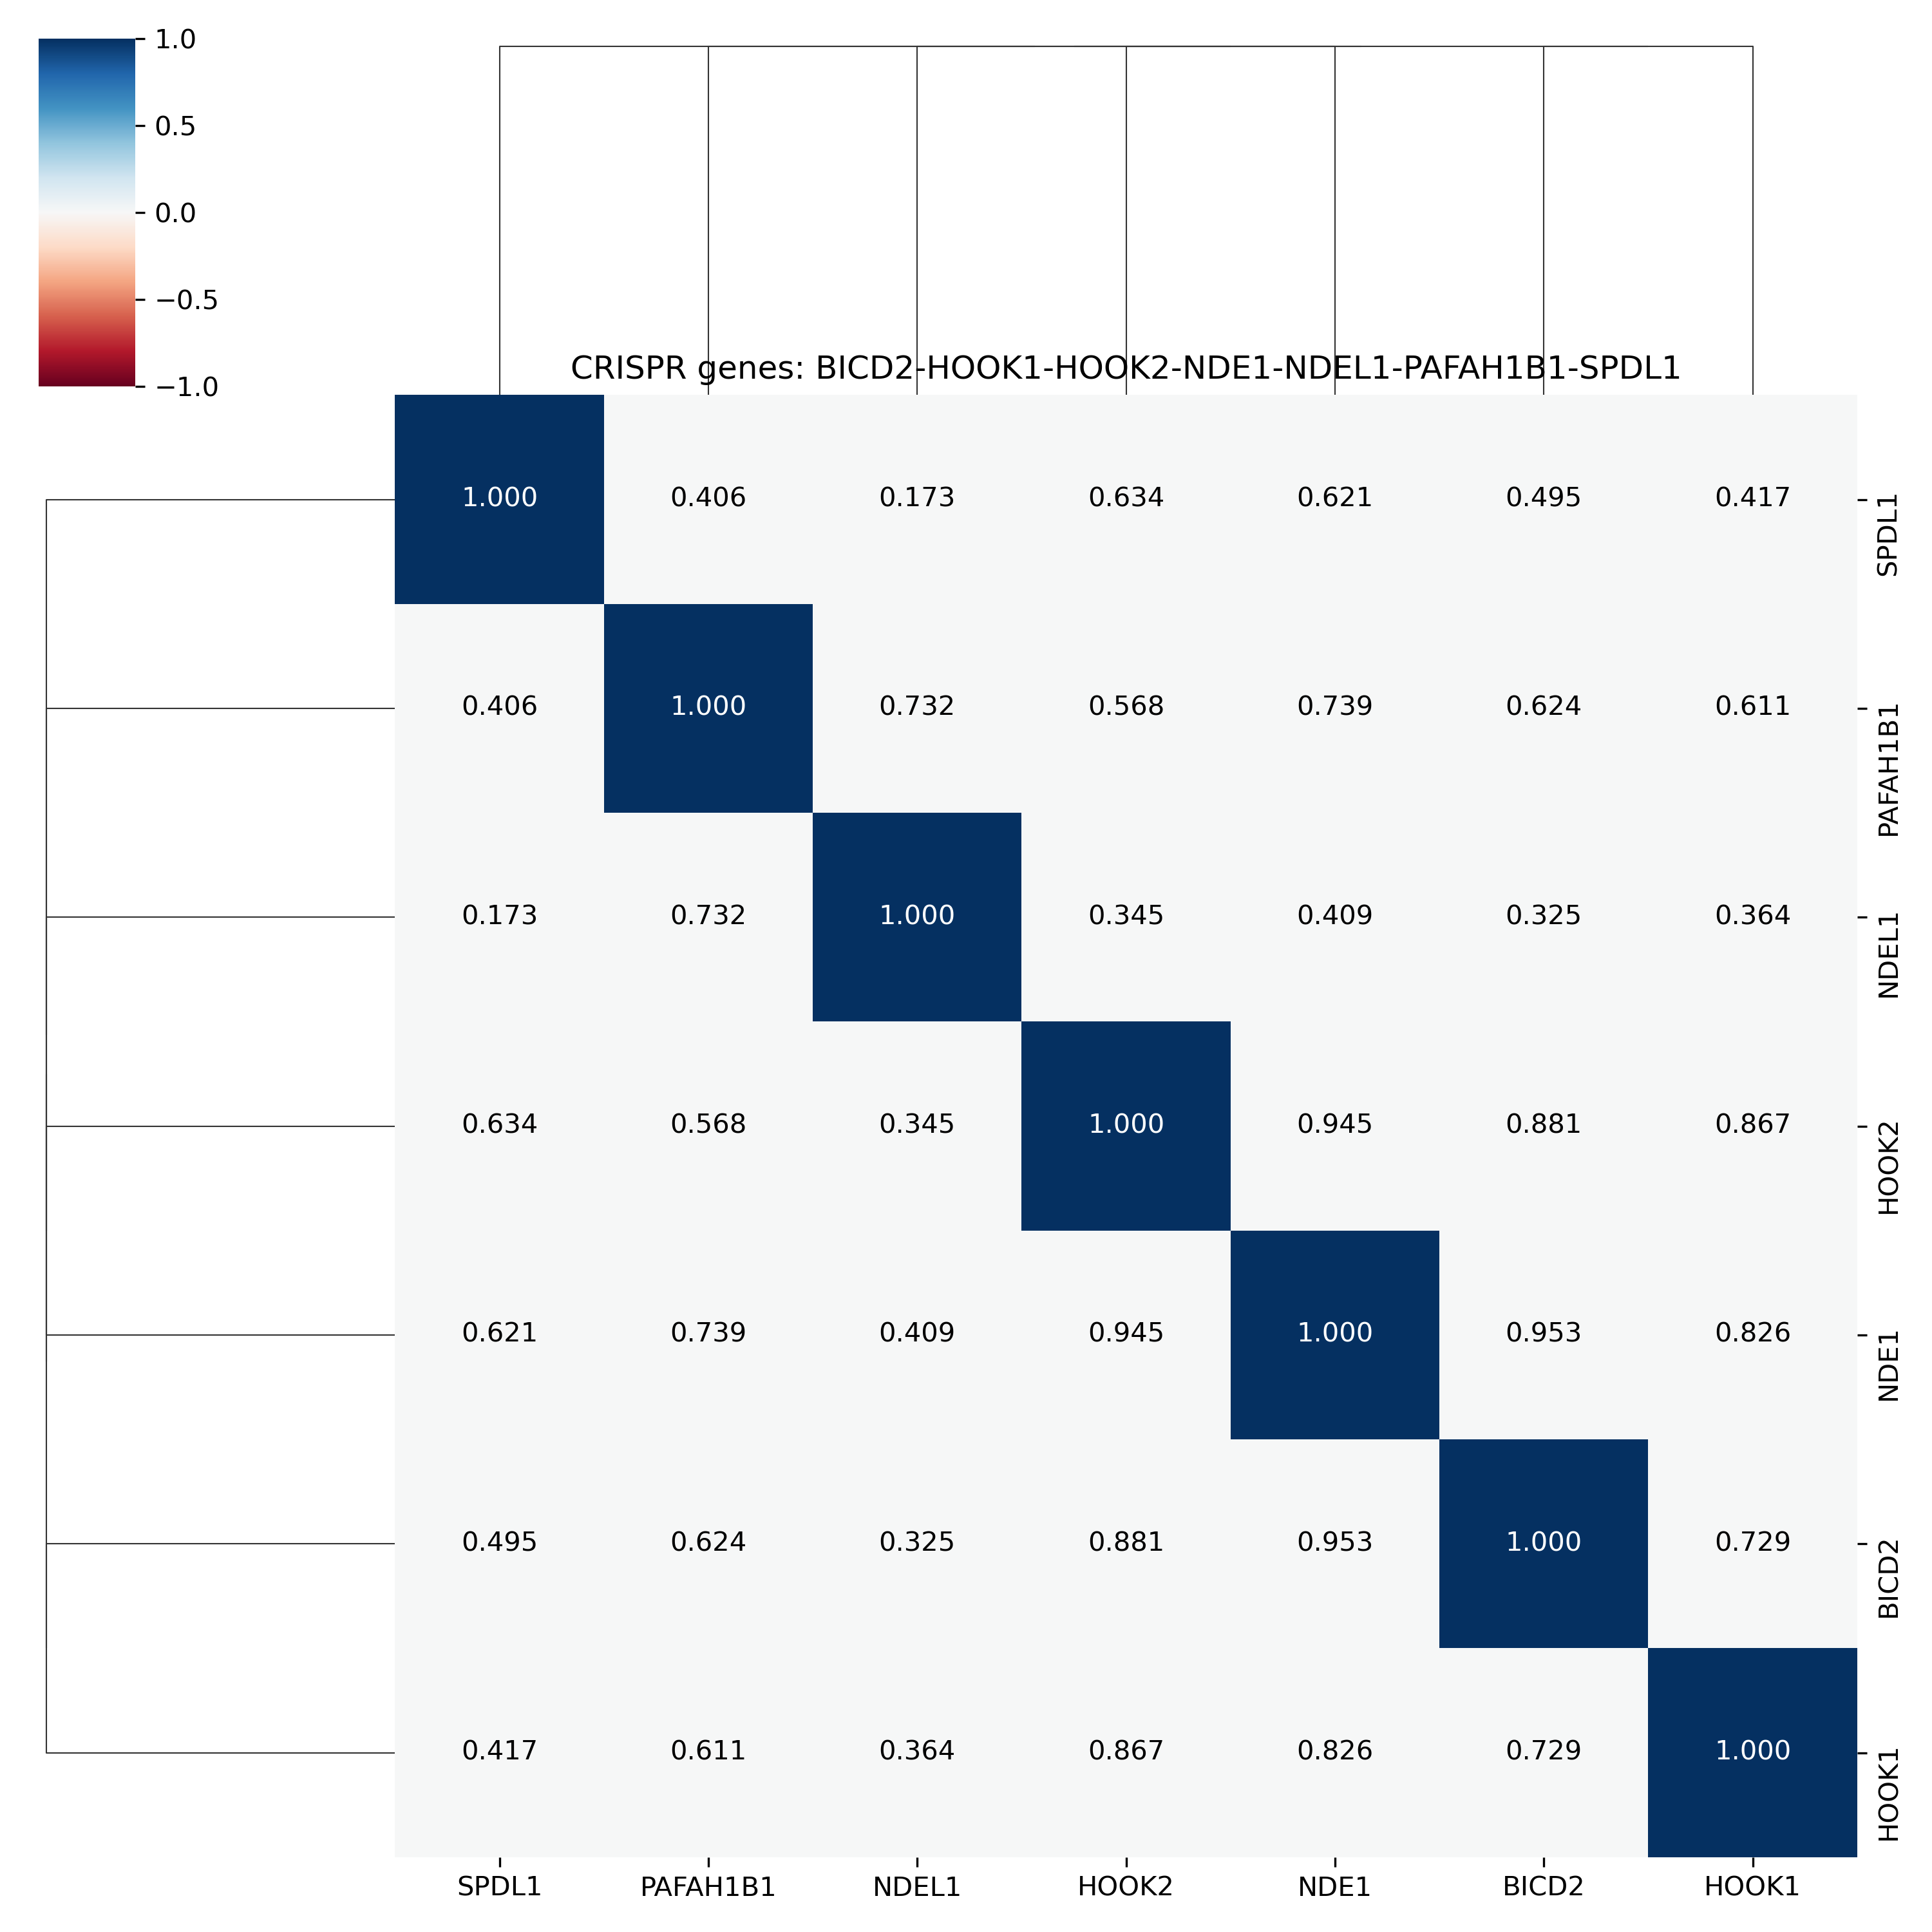 1.0
0.5
0.0
−0.5
−1.0
CRISPR genes: BICD2-HOOK1-HOOK2-NDE1-NDEL1-PAFAH1B1-SPDL1
1.000 0.406 0.173 0.634 0.621 0.495 0.417 SPDL1
0.406 1.000 0.732 0.568 0.739 0.624 0.611 PAFAH1B1
0.173 0.732 1.000 0.345 0.409 0.325 0.364 NDEL1
0.634 0.568 0.345 1.000 0.945 0.881 0.867 HOOK2
0.621 0.739 0.409 0.945 1.000 0.953 0.826 NDE1
0.495 0.624 0.325 0.881 0.953 1.000 0.729 BICD2
0.417 0.611 0.364 0.867 0.826 0.729 1.000 HOOK1
SPDL1 PAFAH1B1 NDEL1 HOOK2 NDE1 BICD2 HOOK1